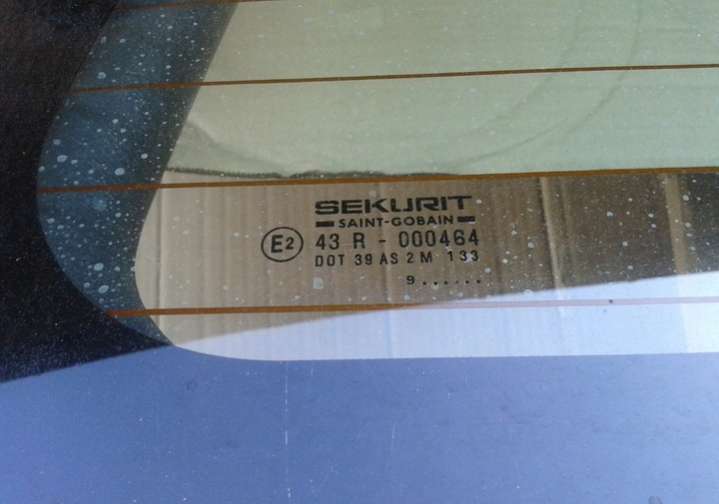 SEKURIT
SAINT-GOBAIN
E2 43 R - 000464
DOT 39 AS 2 M 133
9......